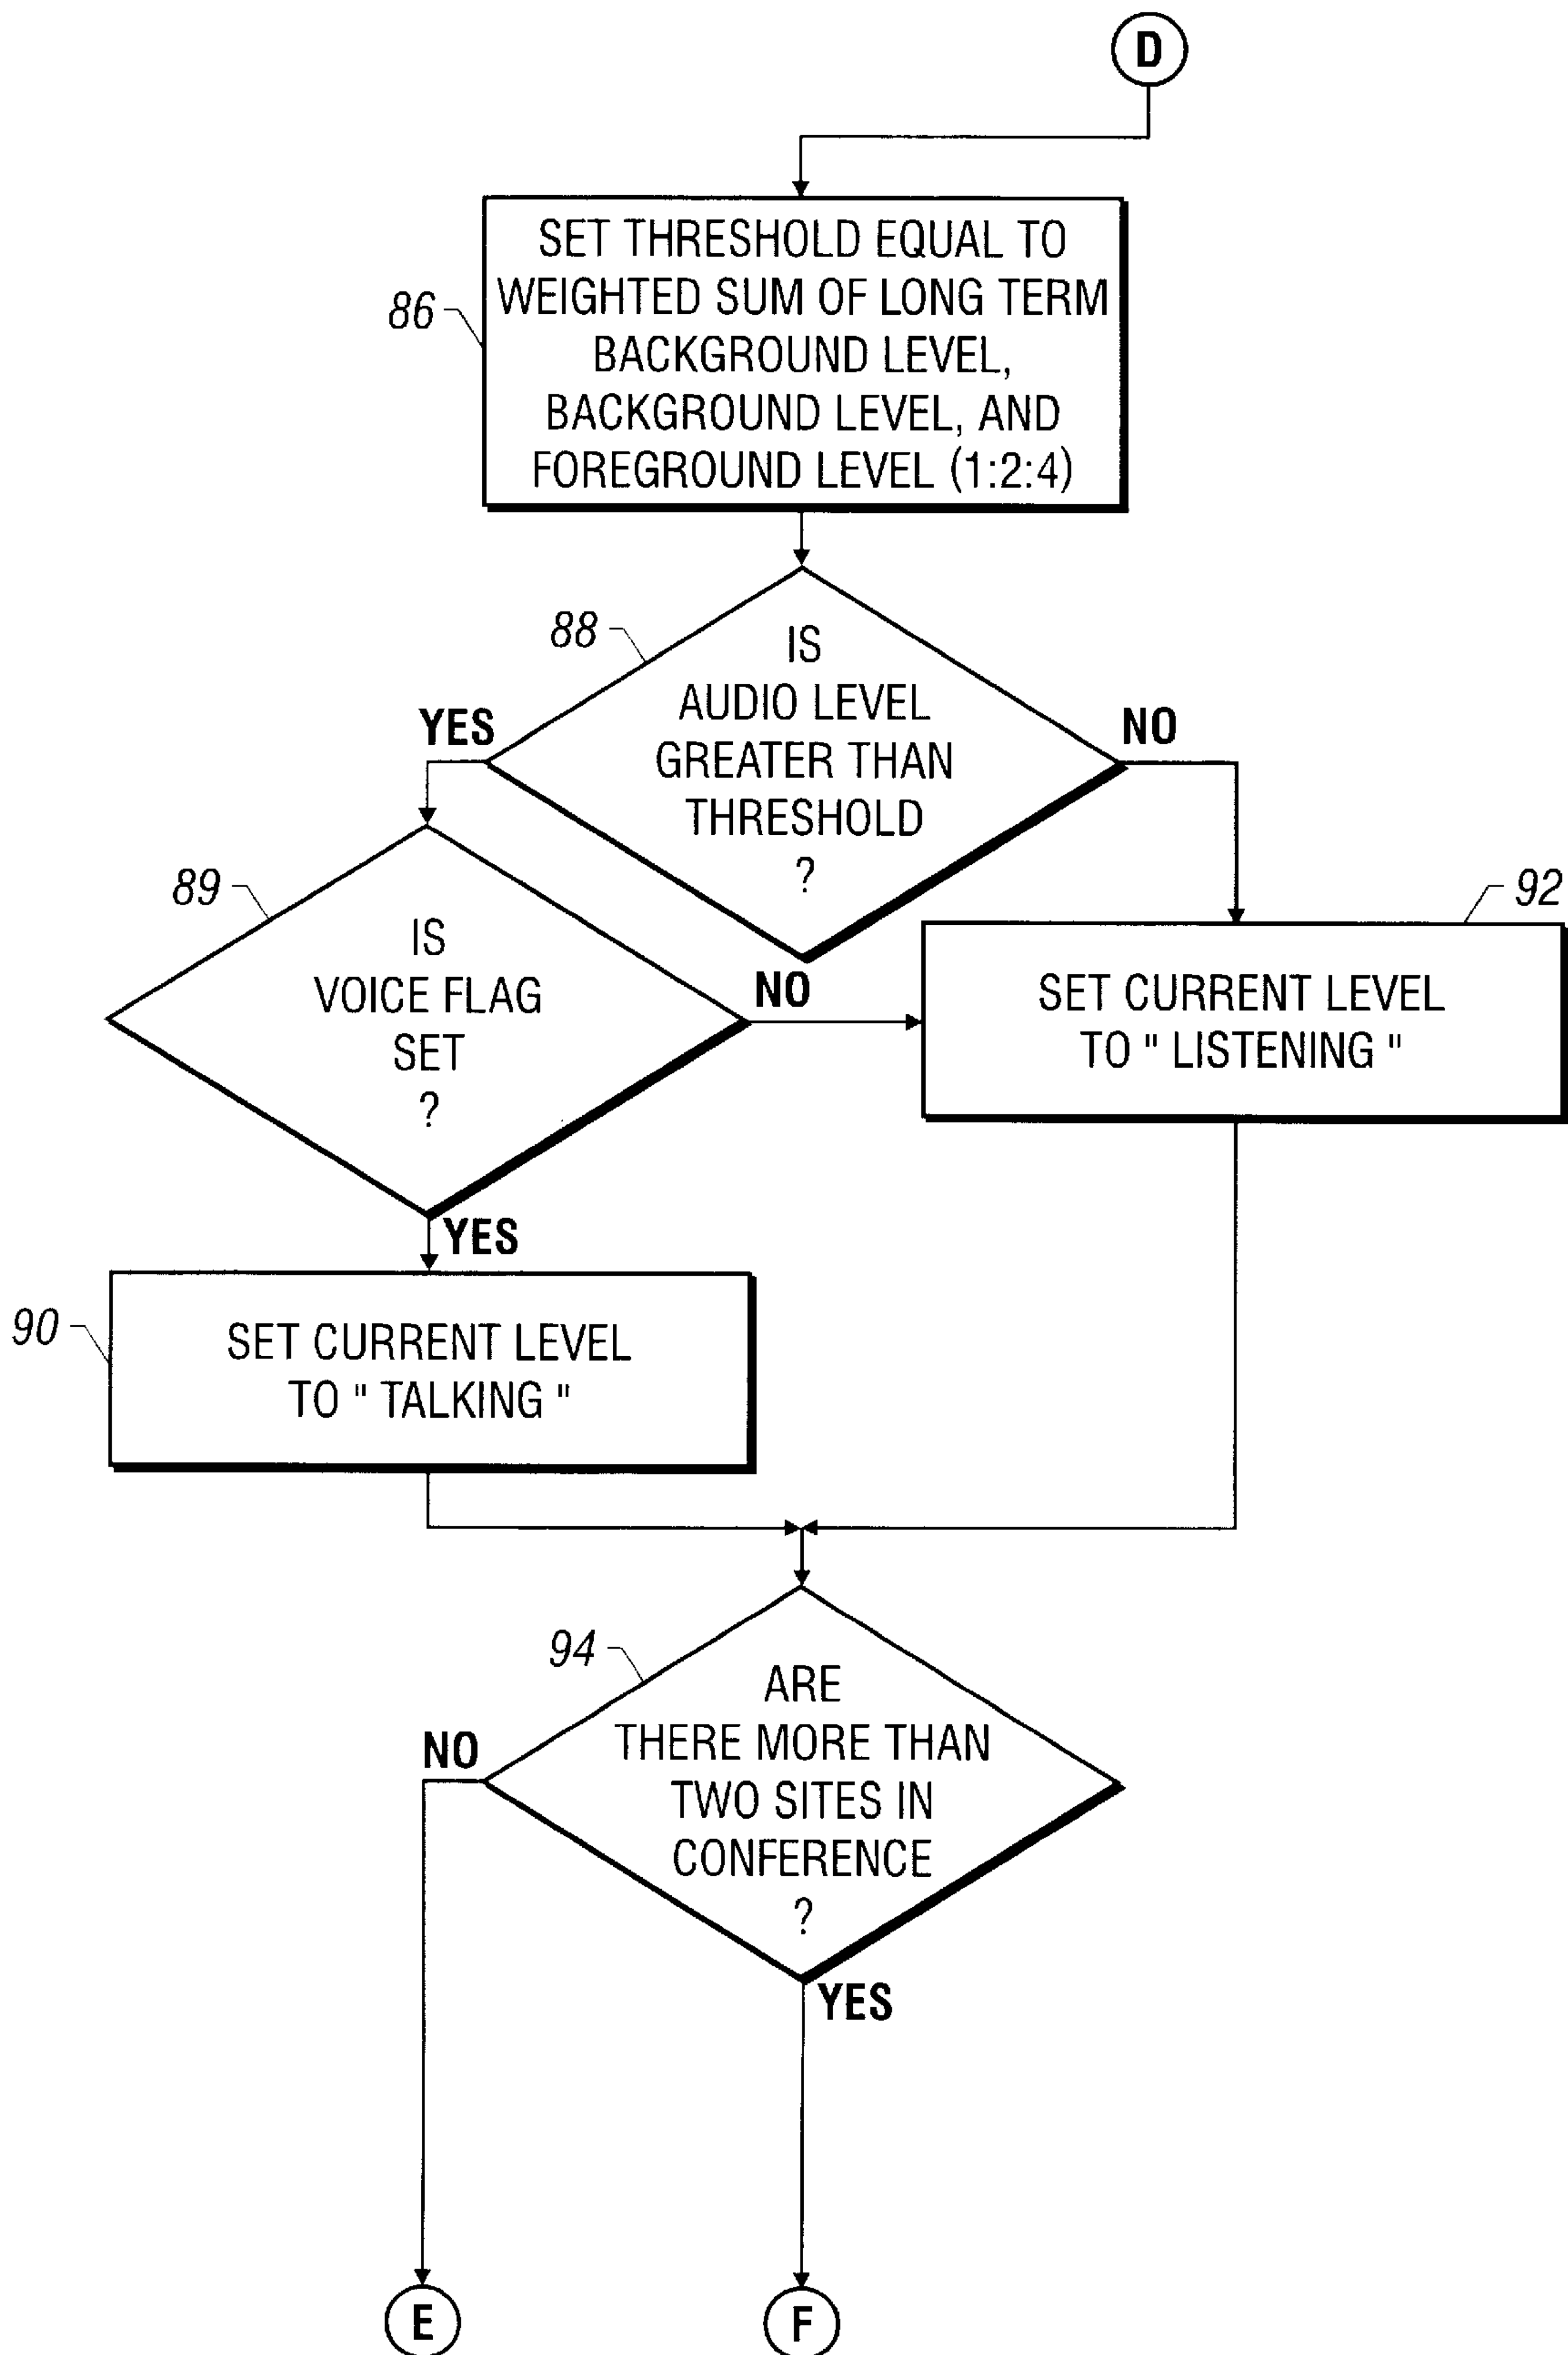 D
SET THRESHOLD EQUAL TO
WEIGHTED SUM OF LONG TERM
BACKGROUND LEVEL,
BACKGROUND LEVEL, AND
FOREGROUND LEVEL (1:2:4)
86
88
IS
AUDIO LEVEL
GREATER THAN
THRESHOLD
?
YES
NO
89
IS
VOICE FLAG
SET
?
NO
92
SET CURRENT LEVEL
TO " LISTENING "
YES
90
SET CURRENT LEVEL
TO " TALKING "
94
ARE
THERE MORE THAN
TWO SITES IN
CONFERENCE
?
NO
YES
E
F